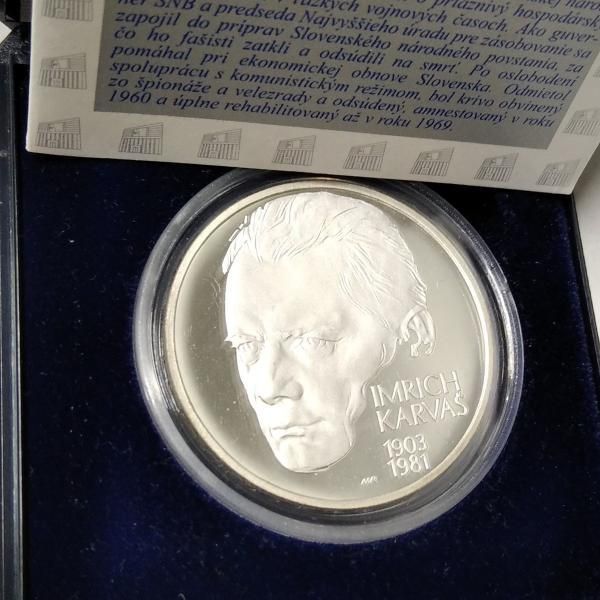 o priaznivý hospodársky
ner SNB a predseda Najvyššieho úradu pre zásobovanie sa
zapojil do príprav Slovenského národného povstania, za
čo ho fašisti zatkli a odsúdili na smrť. Po oslobodení
pomáhal pri ekonomickej obnove Slovenska. Odmietol
spoluprácu s komunistickým režimom, bol krivo obvinený
zo špionáže a velezrady a odsúdený, amnestovaný v roku
1960 a úplne rehabilitovaný až v roku 1969.
IMRICH
KARVAŠ
1903
1981